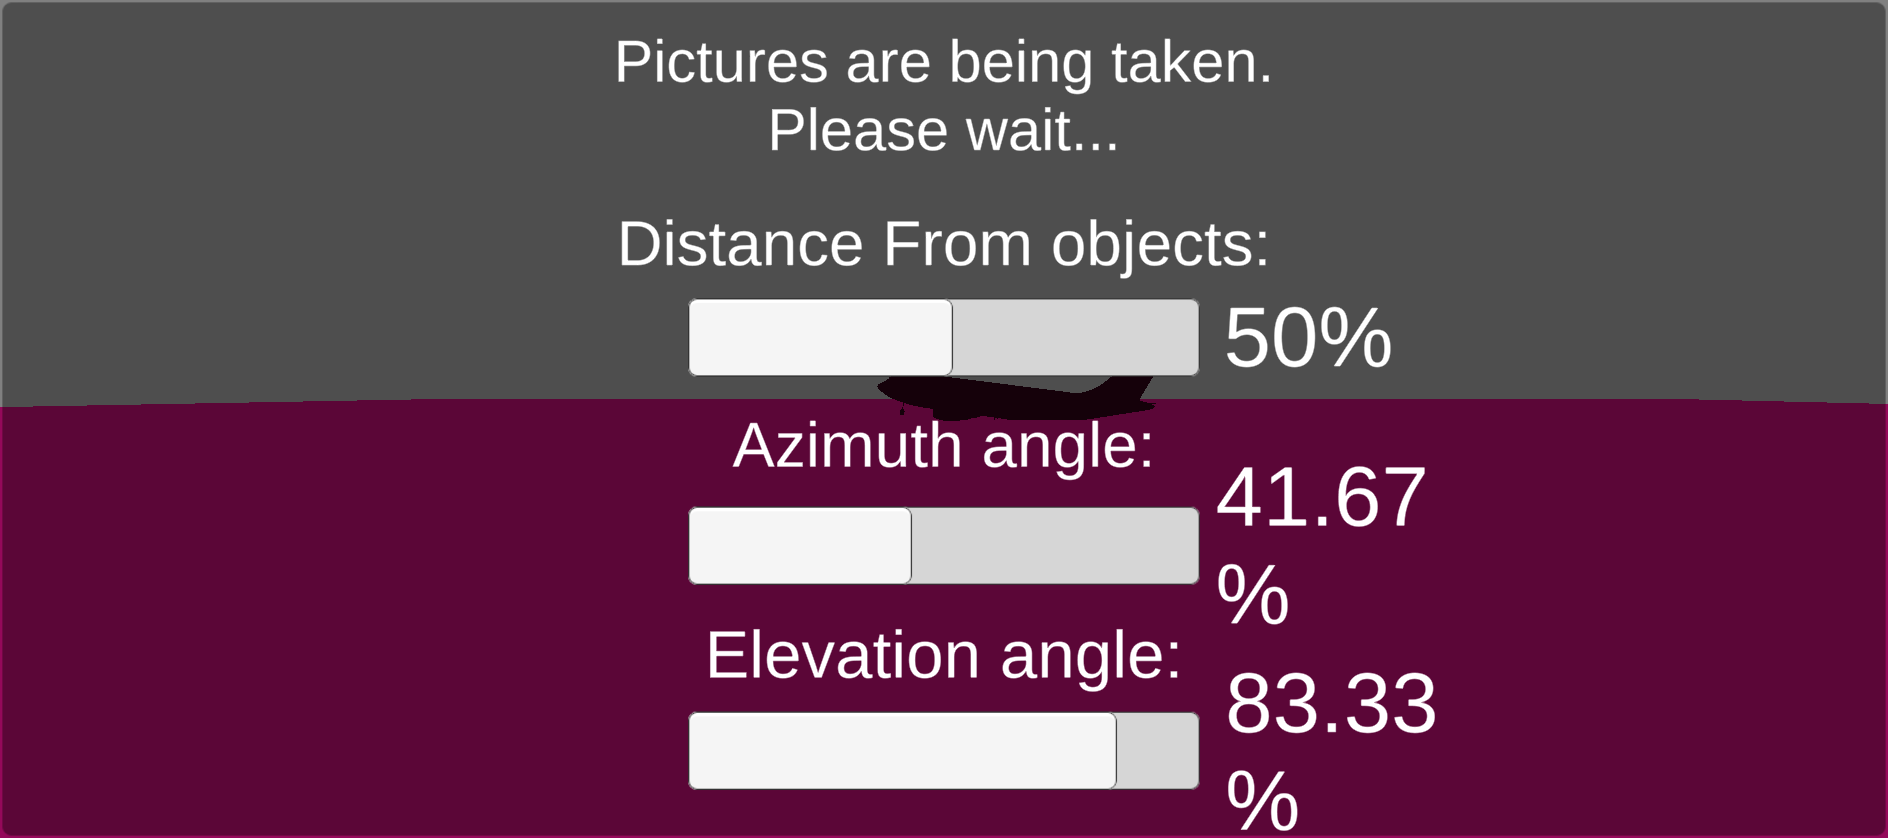 Pictures are being taken.
Please wait...
Distance From objects:
50%
Azimuth angle:
41.67
%
Elevation angle:
83.33
%